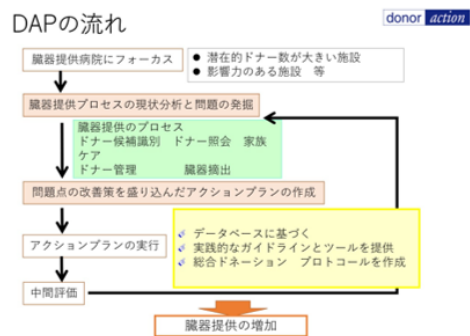 DAPの流れ
donor action
臓器提供病院にフォーカス
● 潜在的ドナー数が大きい施設
● 影響力のある施設　等
臓器提供プロセスの現状分析と問題の発掘
臓器提供のプロセス
ドナー候補識別　ドナー照会　家族
ケア
ドナー管理　　　臓器摘出
問題点の改善策を盛り込んだアクションプランの作成
データベースに基づく
実践的なガイドラインとツールを提供
総合ドネーション　プロトコールを作成
アクションプランの実行
中間評価
臓器提供の増加